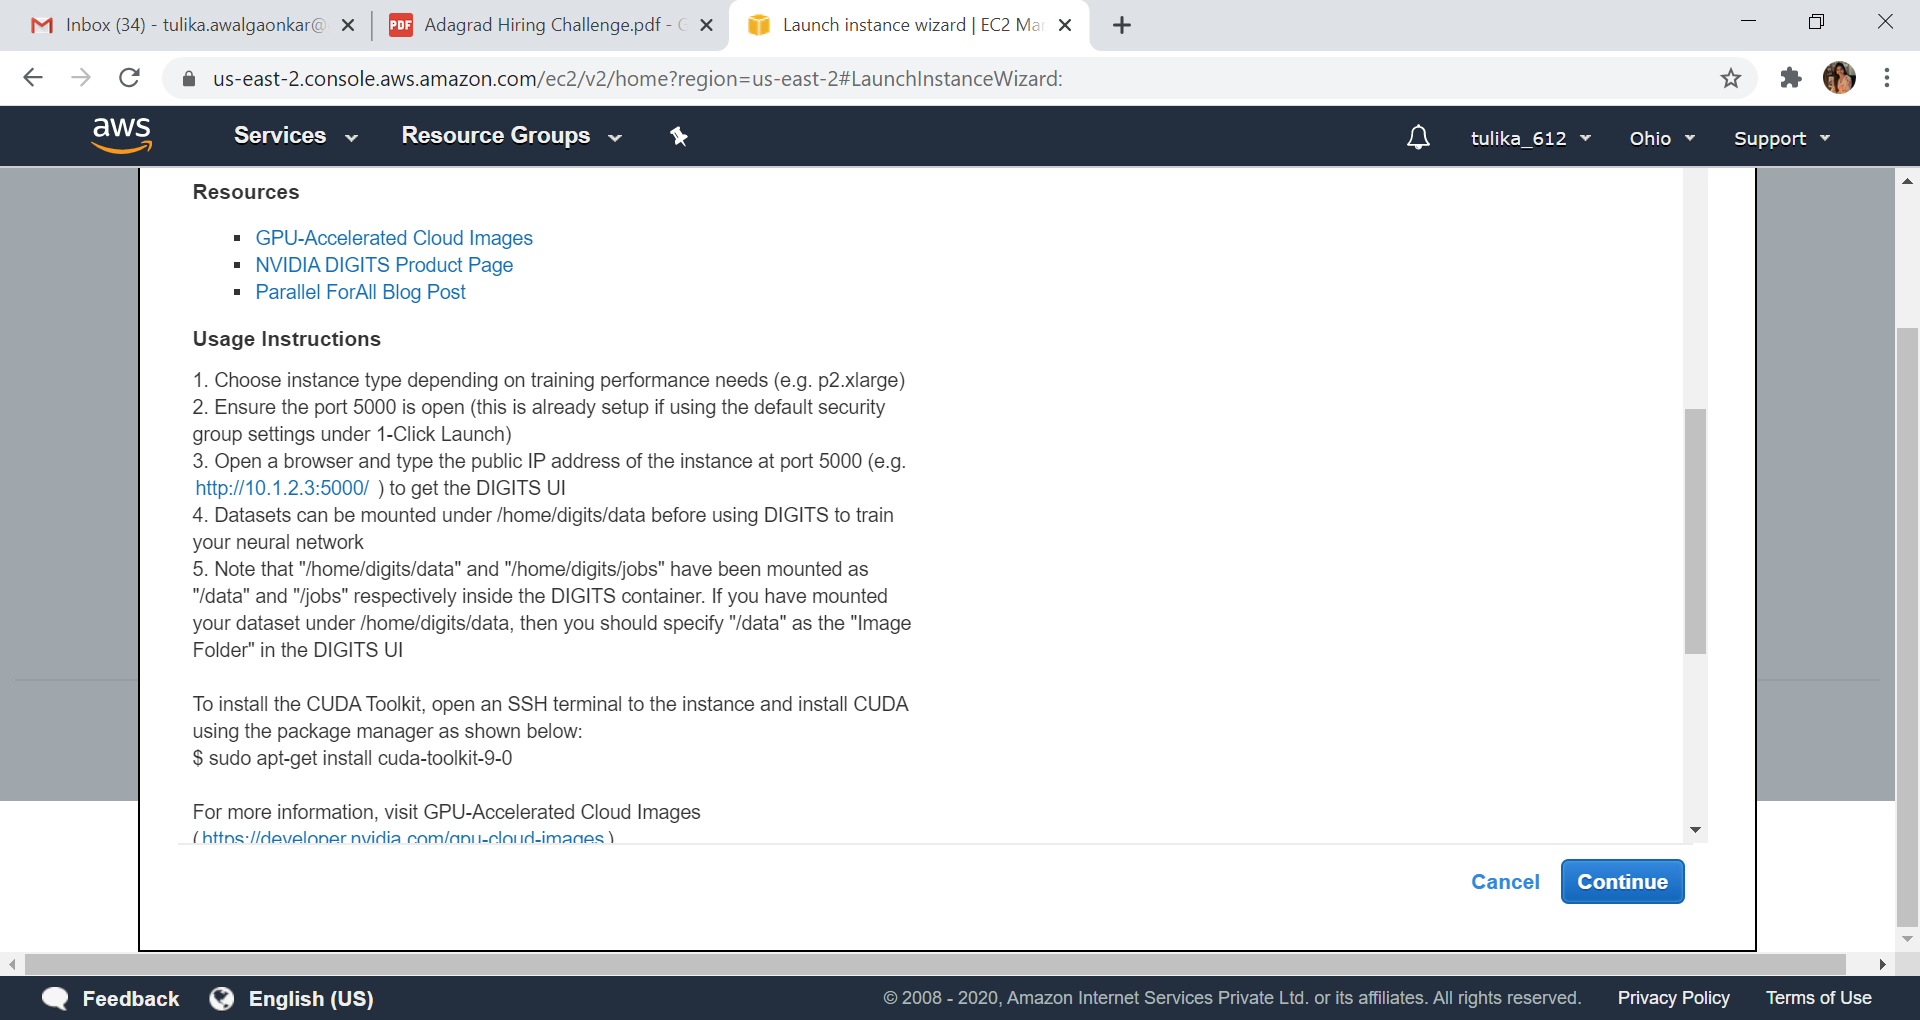 Inbox (34) - tulika.awalgaonkar@
PDF
Adagrad Hiring Challenge.pdf - G
Launch instance wizard | EC2 Mar
us-east-2.console.aws.amazon.com/ec2/v2/home?region=us-east-2#LaunchInstanceWizard:
aws
Services
Resource Groups
tulika_612
Ohio
Support
Resources
GPU-Accelerated Cloud Images
NVIDIA DIGITS Product Page
Parallel ForAll Blog Post
Usage Instructions
1. Choose instance type depending on training performance needs (e.g. p2.xlarge)
2. Ensure the port 5000 is open (this is already setup if using the default security
group settings under 1-Click Launch)
3. Open a browser and type the public IP address of the instance at port 5000 (e.g.
http://10.1.2.3:5000/ ) to get the DIGITS UI
4. Datasets can be mounted under /home/digits/data before using DIGITS to train
your neural network
5. Note that "/home/digits/data" and "/home/digits/jobs" have been mounted as
"/data" and "/jobs" respectively inside the DIGITS container. If you have mounted
your dataset under /home/digits/data, then you should specify "/data" as the "Image
Folder" in the DIGITS UI
To install the CUDA Toolkit, open an SSH terminal to the instance and install CUDA
using the package manager as shown below:
$ sudo apt-get install cuda-toolkit-9-0
For more information, visit GPU-Accelerated Cloud Images
(https://developer.nvidia.com/gpu-cloud-images )
Cancel
Continue
Feedback
English (US)
© 2008 - 2020, Amazon Internet Services Private Ltd. or its affiliates. All rights reserved.
Privacy Policy
Terms of Use